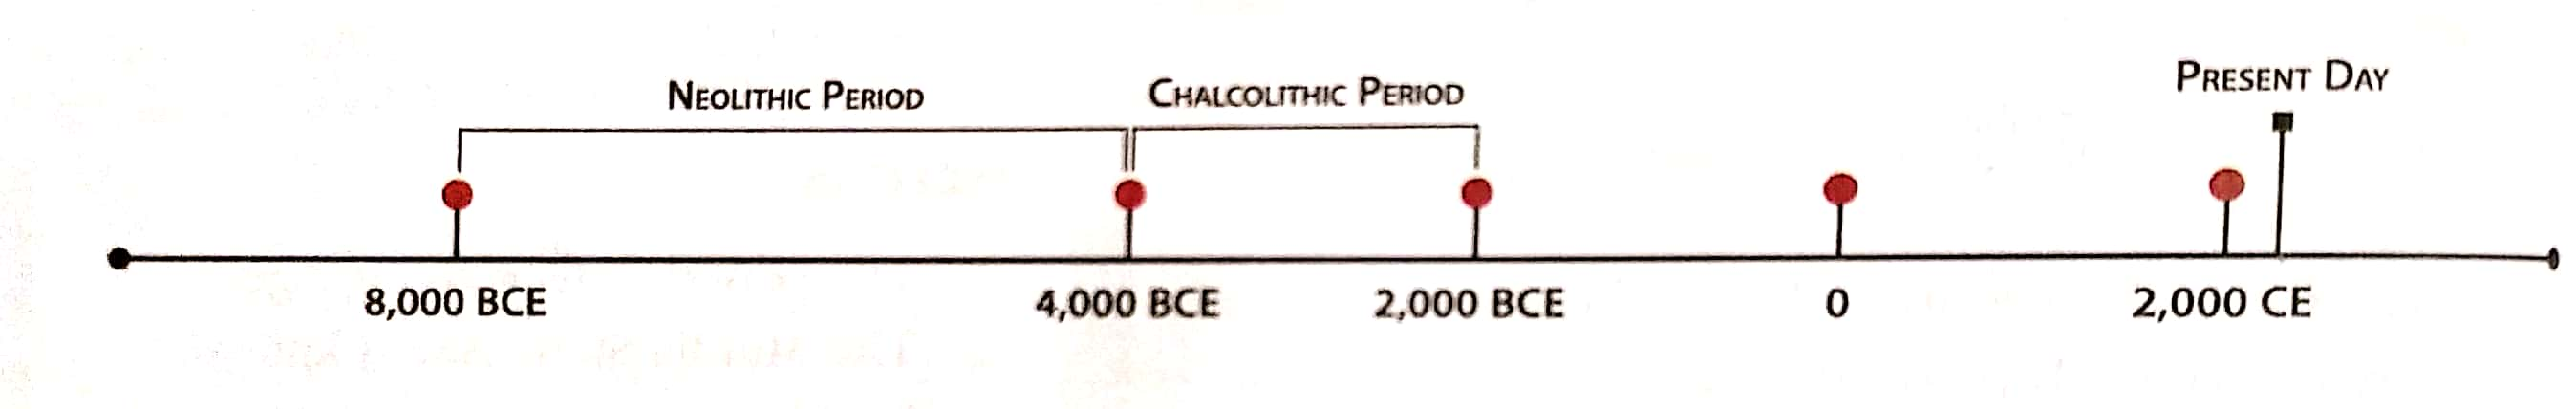 NEOLITHIC PERIOD
CHALCOLITHIC PERIOD
PRESENT DAY
8,000 BCE
4,000 BCE
2,000 BCE
0
2,000 CE